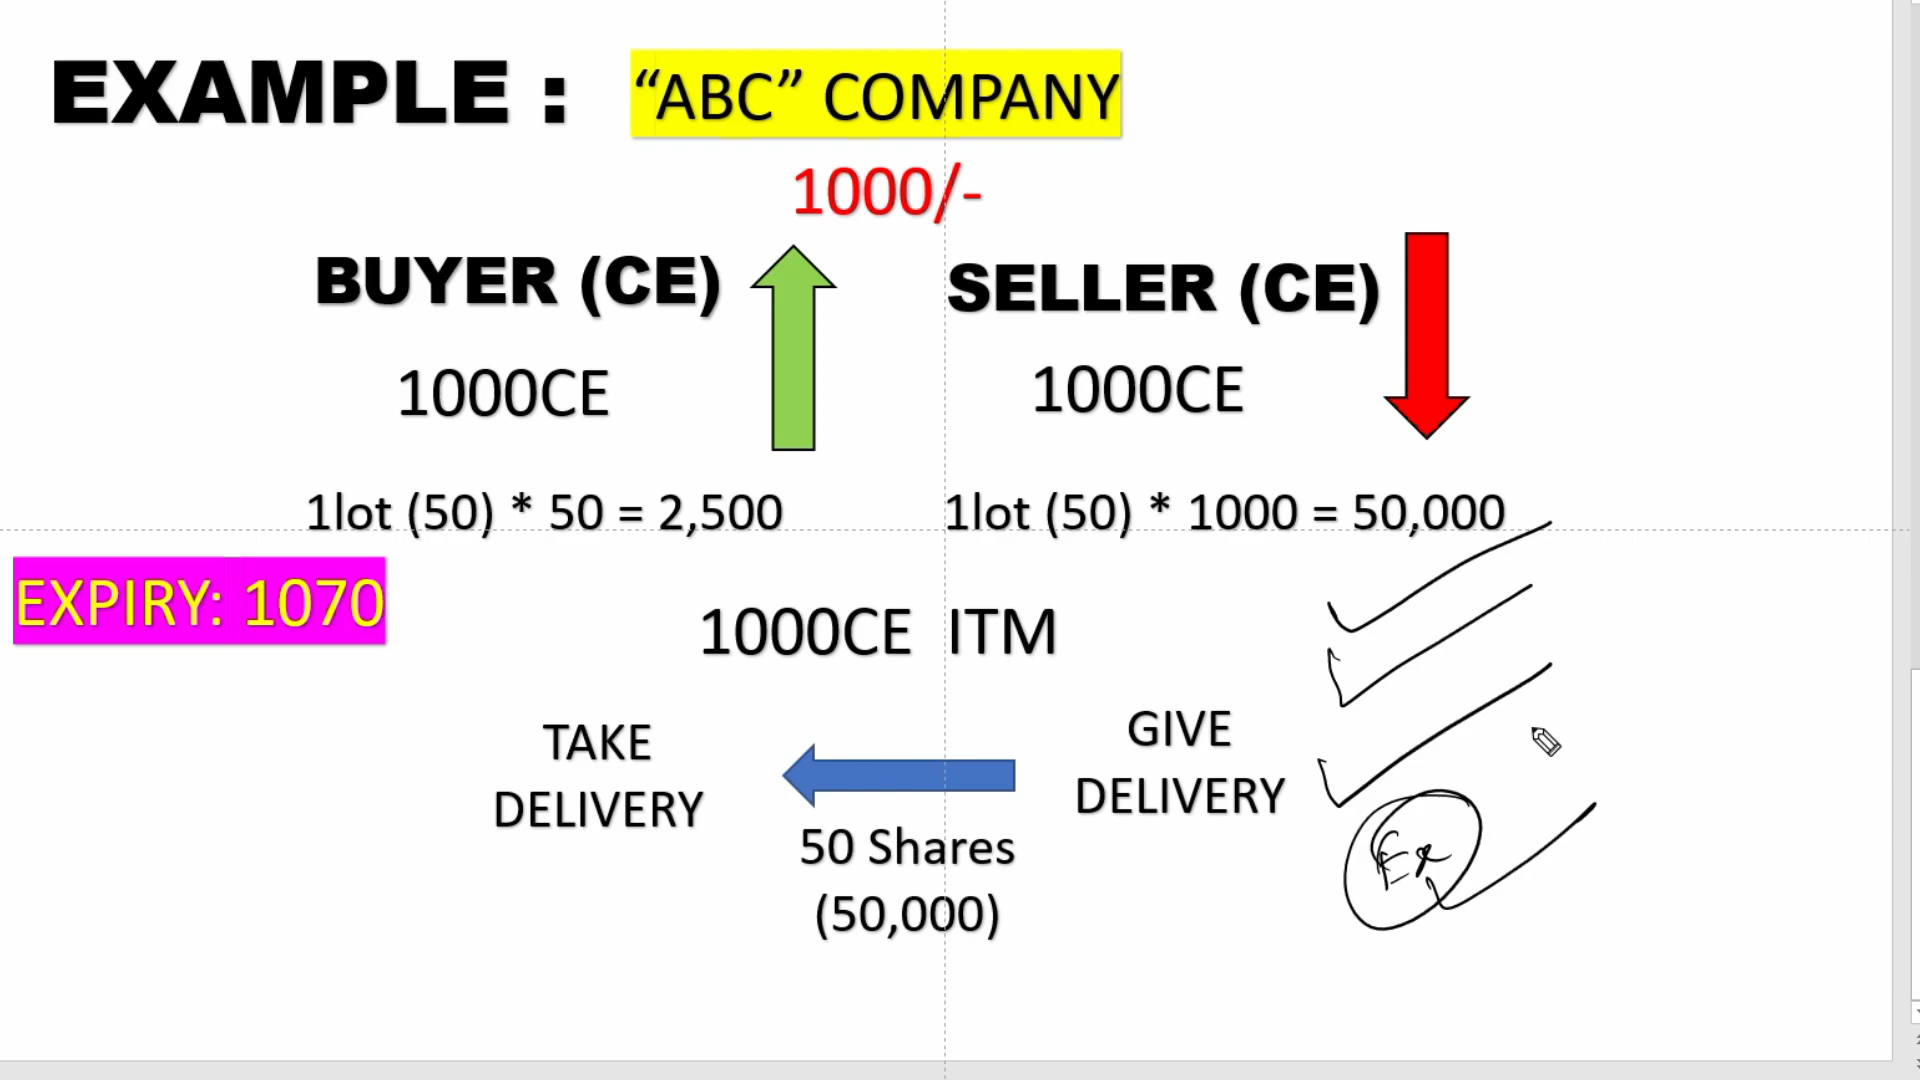 EXAMPLE : “ABC” COMPANY
1000/-
BUYER (CE)
SELLER (CE)
1000CE
1000CE
1lot (50) * 50 = 2,500
1lot (50) * 1000 = 50,000
EXPIRY: 1070
1000CE ITM
TAKE
DELIVERY
GIVE
DELIVERY
50 Shares
(50,000)
Ex